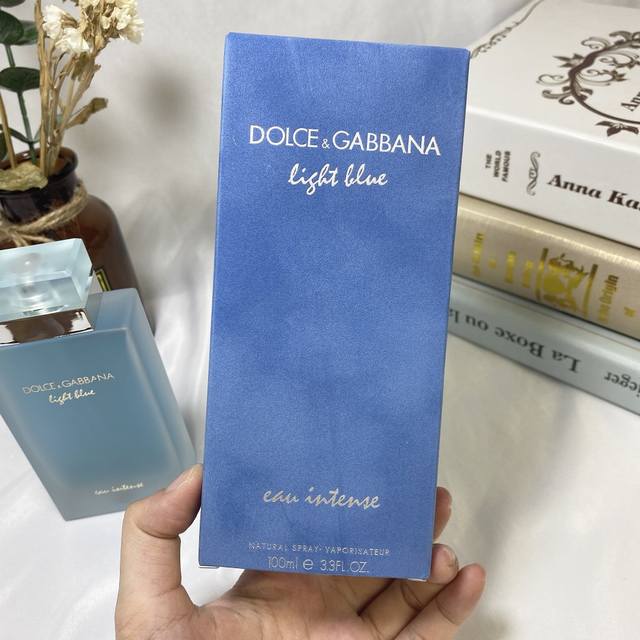 DOLCE & GABBANA
light blue
eau intense
NATURAL SPRAY · VAPORISATEUR
100ml e 3.3FL.OZ.
DOLCE & GABBANA
light blue
eau intense
THE WORLD FAMOUS
Anna Ka
La Boxe ou la